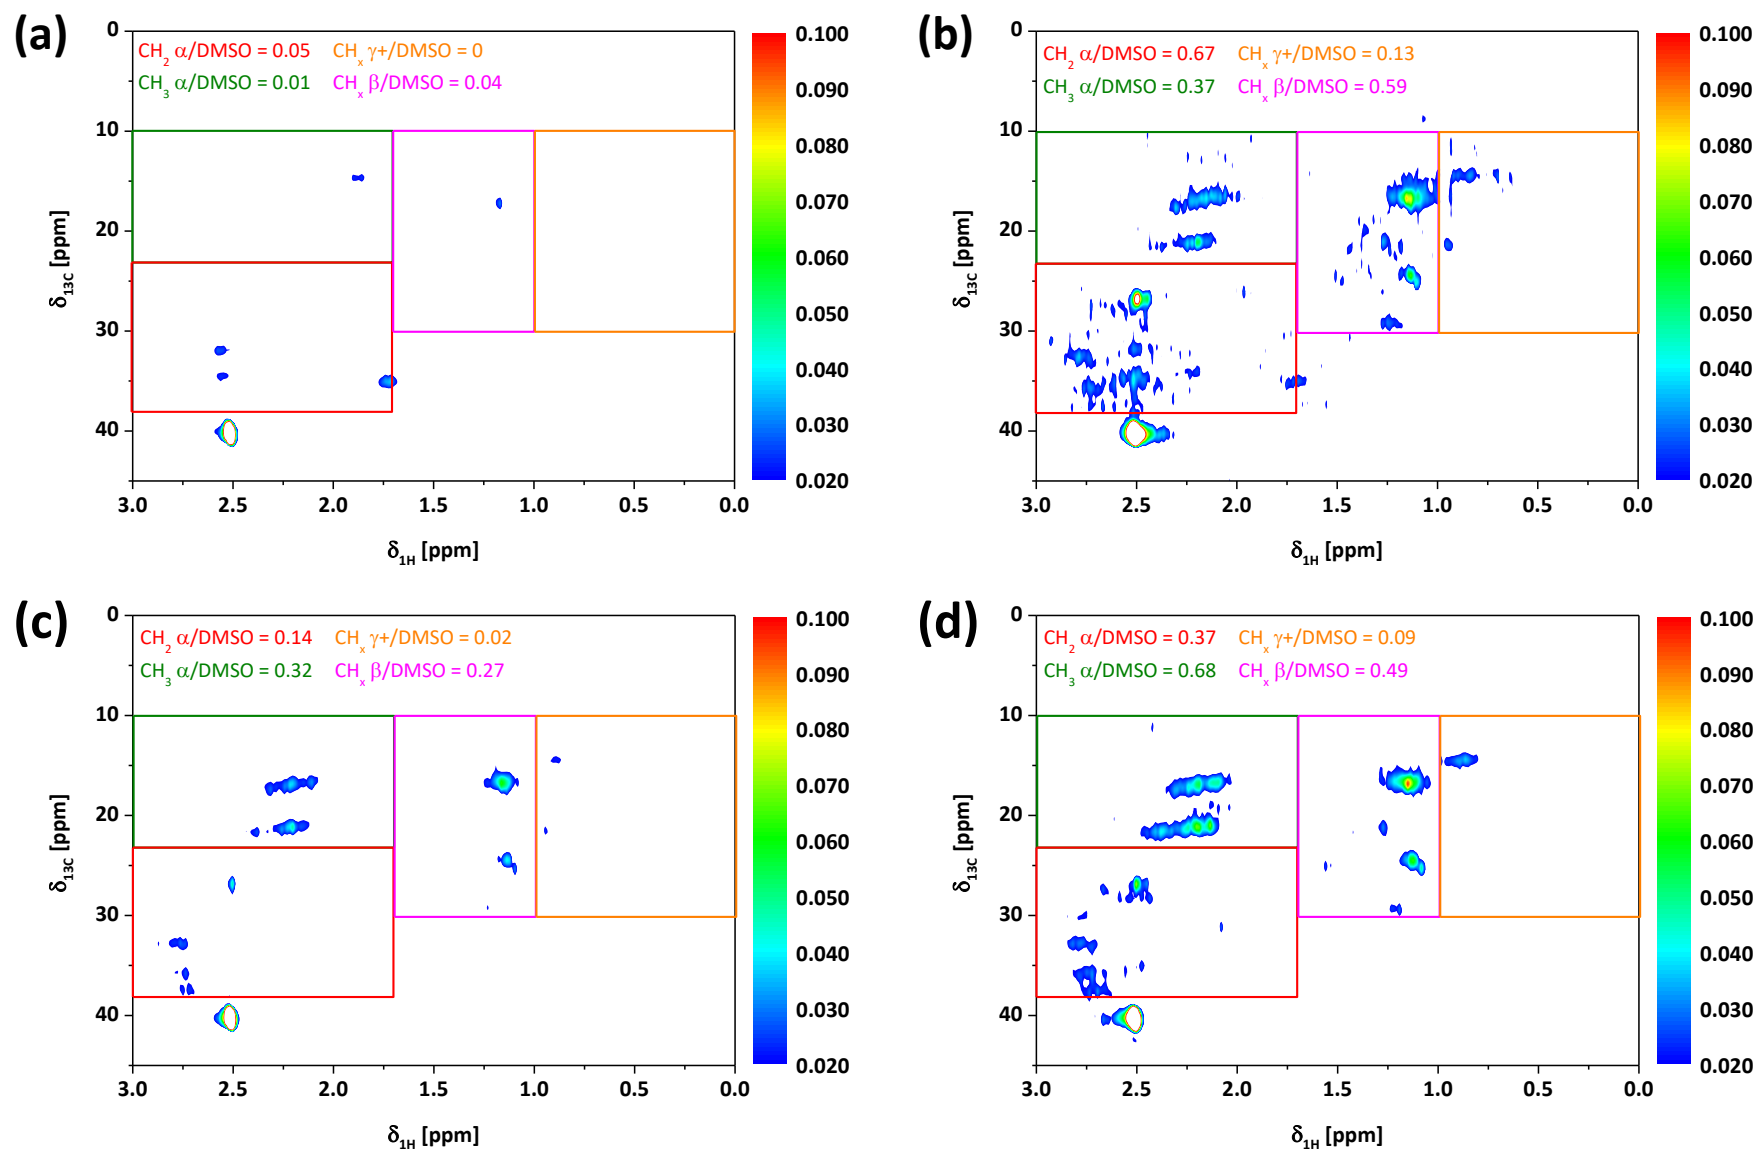 (a)
CH2 α/DMSO = 0.05 CHx γ+/DMSO = 0
CH3 α/DMSO = 0.01 CHx β/DMSO = 0.04
0
10
20
30
40
δ13C [ppm]
3.0 2.5 2.0 1.5 1.0 0.5 0.0
δ1H [ppm]
0.100
0.090
0.080
0.070
0.060
0.050
0.040
0.030
0.020
(b)
CH2 α/DMSO = 0.67 CHx γ+/DMSO = 0.13
CH3 α/DMSO = 0.37 CHx β/DMSO = 0.59
0
10
20
30
40
δ13C [ppm]
3.0 2.5 2.0 1.5 1.0 0.5 0.0
δ1H [ppm]
0.100
0.090
0.080
0.070
0.060
0.050
0.040
0.030
0.020
(c)
CH2 α/DMSO = 0.14 CHx γ+/DMSO = 0.02
CH3 α/DMSO = 0.32 CHx β/DMSO = 0.27
0
10
20
30
40
δ13C [ppm]
3.0 2.5 2.0 1.5 1.0 0.5 0.0
δ1H [ppm]
0.100
0.090
0.080
0.070
0.060
0.050
0.040
0.030
0.020
(d)
CH2 α/DMSO = 0.37 CHx γ+/DMSO = 0.09
CH3 α/DMSO = 0.68 CHx β/DMSO = 0.49
0
10
20
30
40
δ13C [ppm]
3.0 2.5 2.0 1.5 1.0 0.5 0.0
δ1H [ppm]
0.100
0.090
0.080
0.070
0.060
0.050
0.040
0.030
0.020